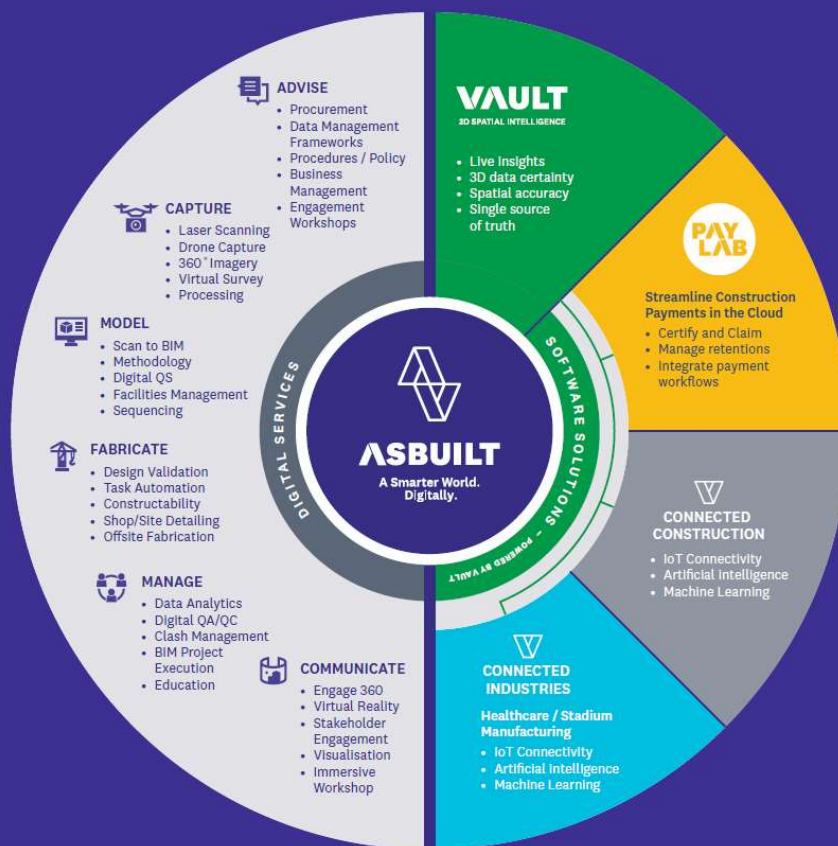 ADVISE
• Procurement
• Data Management
Frameworks
• Procedures / Policy
• Business
Management
• Engagement
Workshops
CAPTURE
• Laser Scanning
• Drone Capture
• 360° Imagery
• Virtual Survey
• Processing
MODEL
• Scan to BIM
• Methodology
• Digital QS
• Facilities Management
• Sequencing
FABRICATE
• Design Validation
• Task Automation
• Constructability
• Shop/Site Detailing
• Offsite Fabrication
MANAGE
• Data Analytics
• Digital QA/QC
• Clash Management
• BIM Project
Execution
• Education
COMMUNICATE
• Engage 360
• Virtual Reality
• Stakeholder
Engagement
• Visualisation
• Immersive
Workshop
DIGITAL SERVICES
ASBUILT
A Smarter World.
Digitally.
SOFTWARE SOLUTIONS – POWERED BY VAULT
VAULT
2D SPATIAL INTELLIGENCE
• Live Insights
• 3D data certainty
• Spatial accuracy
• Single source
of truth
PAY
LAB
Streamline Construction
Payments in the Cloud
• Certify and Claim
• Manage retentions
• Integrate payment
workflows
CONNECTED
CONSTRUCTION
• IoT Connectivity
• Artificial Intelligence
• Machine Learning
CONNECTED
INDUSTRIES
Healthcare / Stadium
Manufacturing
• IoT Connectivity
• Artificial Intelligence
• Machine Learning